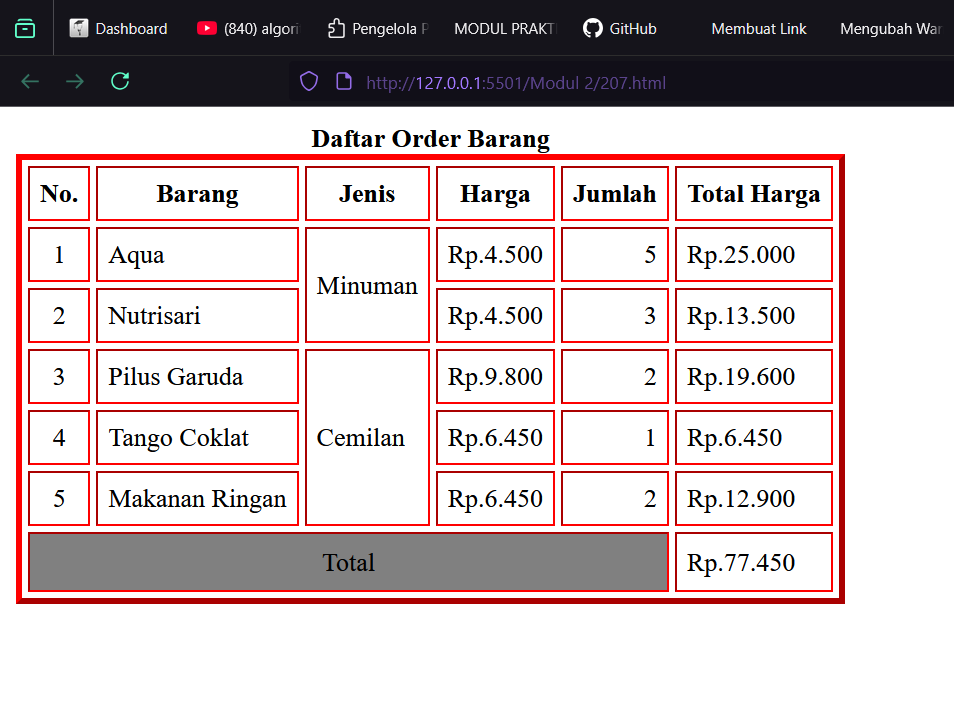 Dashboard (840) algori Pengelola P MODUL PRAKTI GitHub Membuat Link Mengubah War
http://127.0.0.1:5501/Modul 2/207.html
Daftar Order Barang
No. Barang Jenis Harga Jumlah Total Harga
1 Aqua Minuman Rp.4.500 5 Rp.25.000
2 Nutrisari Rp.4.500 3 Rp.13.500
3 Pilus Garuda Cemilan Rp.9.800 2 Rp.19.600
4 Tango Coklat Rp.6.450 1 Rp.6.450
5 Makanan Ringan Rp.6.450 2 Rp.12.900
Total Rp.77.450